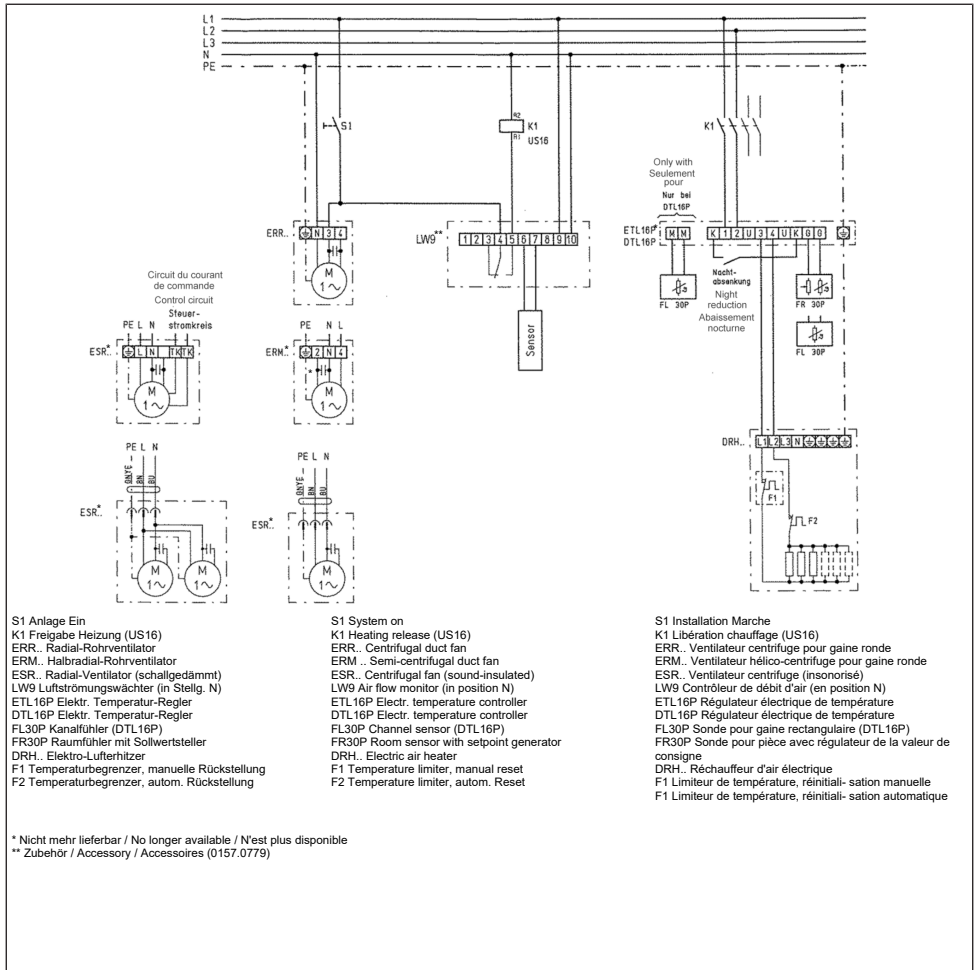 L1
L2
L3
N
PE
S1
R2
K1
R1
US16
K1
Only with
Seulement
pour
Nur bei
DTL16P
ERR..
N 3 4
M
1~
LW9**
1 2 3 4 5 6 7 8 9 10
Sensor
ETL16P*
DTL16P
M M
K 1 2 U 3 4 U K G G
Nacht-
absenkung
Night
reduction
Abaissement
nocturne
FL 30P
FR 30P
FL 30P
Circuit du courant
de commande
Control circuit
Steuer-
stromkreis
PE L N
ESR*..
L N TK TK
M
1~
PE N L
ERM*..
2 N 4
*
M
1~
DRH..
L1 L2 L3 N
F1
F2
PE L N
GNYE
BN
BU
ESR*..
M
1~
M
1~
PE L N
GNYE
BN
BU
ESR*..
M
1~
S1 Anlage Ein
K1 Freigabe Heizung (US16)
ERR.. Radial-Rohrventilator
ERM.. Halbradial-Rohrventilator
ESR.. Radial-Ventilator (schallgedämmt)
LW9 Luftströmungswächter (in Stellg. N)
ETL16P Elektr. Temperatur-Regler
DTL16P Elektr. Temperatur-Regler
FL30P Kanalfühler (DTL16P)
FR30P Raumfühler mit Sollwertsteller
DRH.. Elektro-Lufterhitzer
F1 Temperaturbegrenzer, manuelle Rückstellung
F2 Temperaturbegrenzer, autom. Rückstellung
S1 System on
K1 Heating release (US16)
ERR.. Centrifugal duct fan
ERM .. Semi-centrifugal duct fan
ESR.. Centrifugal fan (sound-insulated)
LW9 Air flow monitor (in position N)
ETL16P Electr. temperature controller
DTL16P Electr. temperature controller
FL30P Channel sensor (DTL16P)
FR30P Room sensor with setpoint generator
DRH.. Electric air heater
F1 Temperature limiter, manual reset
F2 Temperature limiter, autom. Reset
S1 Installation Marche
K1 Libération chauffage (US16)
ERR.. Ventilateur centrifuge pour gaine ronde
ERM.. Ventilateur hélico-centrifuge pour gaine ronde
ESR.. Ventilateur centrifuge (insonorisé)
LW9 Contrôleur de débit d'air (en position N)
ETL16P Régulateur électrique de température
DTL16P Régulateur électrique de température
FL30P Sonde pour gaine rectangulaire (DTL16P)
FR30P Sonde pour pièce avec régulateur de la valeur de
consigne
DRH.. Réchauffeur d'air électrique
F1 Limiteur de température, réinitiali- sation manuelle
F1 Limiteur de température, réinitiali- sation automatique
* Nicht mehr lieferbar / No longer available / N'est plus disponible
** Zubehör / Accessory / Accessoires (0157.0779)